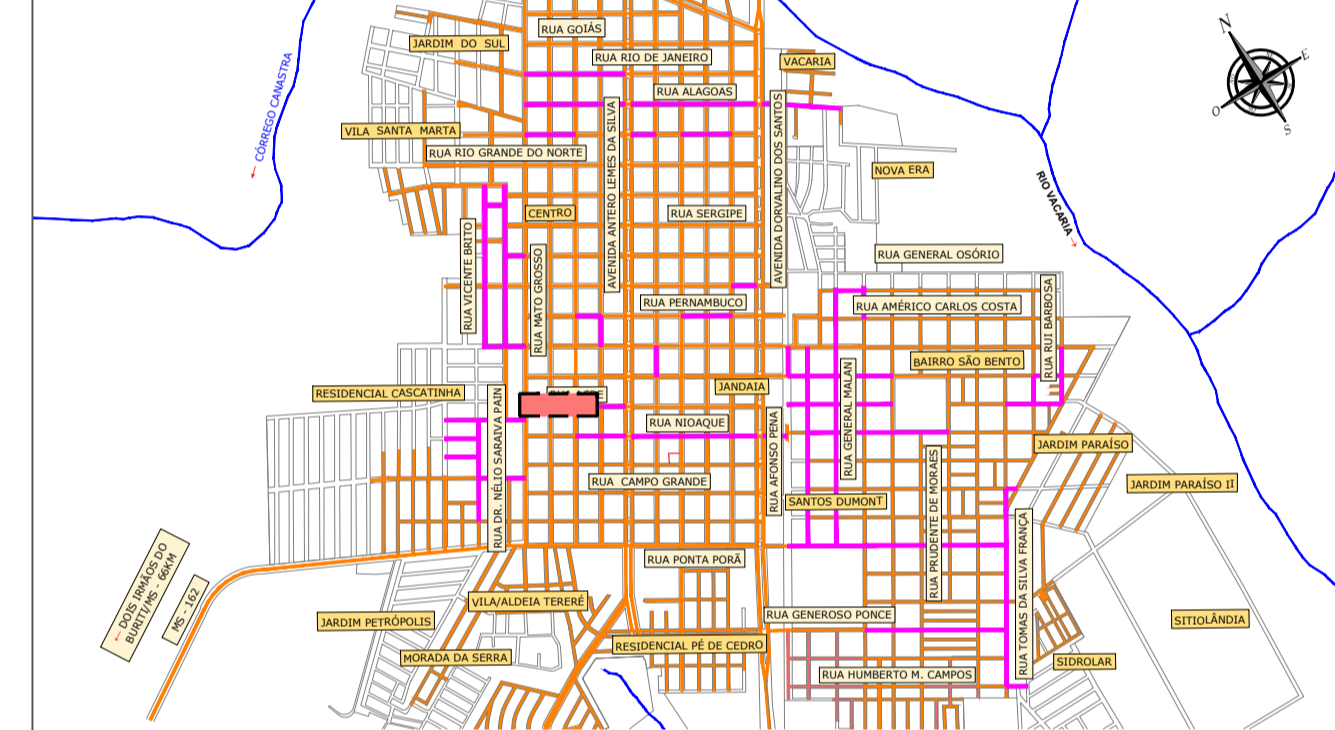 RUA GOIÁS
JARDIM DO SUL
RUA RIO DE JANEIRO
VACARIA
N
E
O
S
RUA ALAGOAS
CÓRREGO CANASTRA
VILA SANTA MARTA
RUA RIO GRANDE DO NORTE
AVENIDA ANTERO LEMES DA SILVA
AVENIDA DORVALINO DOS SANTOS
NOVA ERA
RIO VACARIA
CENTRO
RUA SERGIPE
RUA VICENTE BRITO
RUA MATO GROSSO
RUA GENERAL OSÓRIO
RUA PERNAMBUCO
RUA AMÉRICO CARLOS COSTA
RUA RUI BARBOSA
BAIRRO SÃO BENTO
RESIDENCIAL CASCATINHA
JANDAIA
RUA GENERAL MALAN
RUA DR. NÉLIO SARAIVA PAIN
RUA NIOAQUE
RUA AFONSO PENA
JARDIM PARAÍSO
RUA CAMPO GRANDE
RUA PRUDENTE DE MORAES
JARDIM PARAÍSO II
SANTOS DUMONT
RUA PONTA PORÃ
RUA TOMAS DA SILVA FRANÇA
← DOIS IRMÃOS DO
BURITI/MS - 66KM
MS - 162
VILA/ALDEIA TERERÉ
RUA GENEROSO PONCE
JARDIM PETRÓPOLIS
SITIOLÂNDIA
RESIDENCIAL PÉ DE CEDRO
MORADA DA SERRA
SIDROLAR
RUA HUMBERTO M. CAMPOS